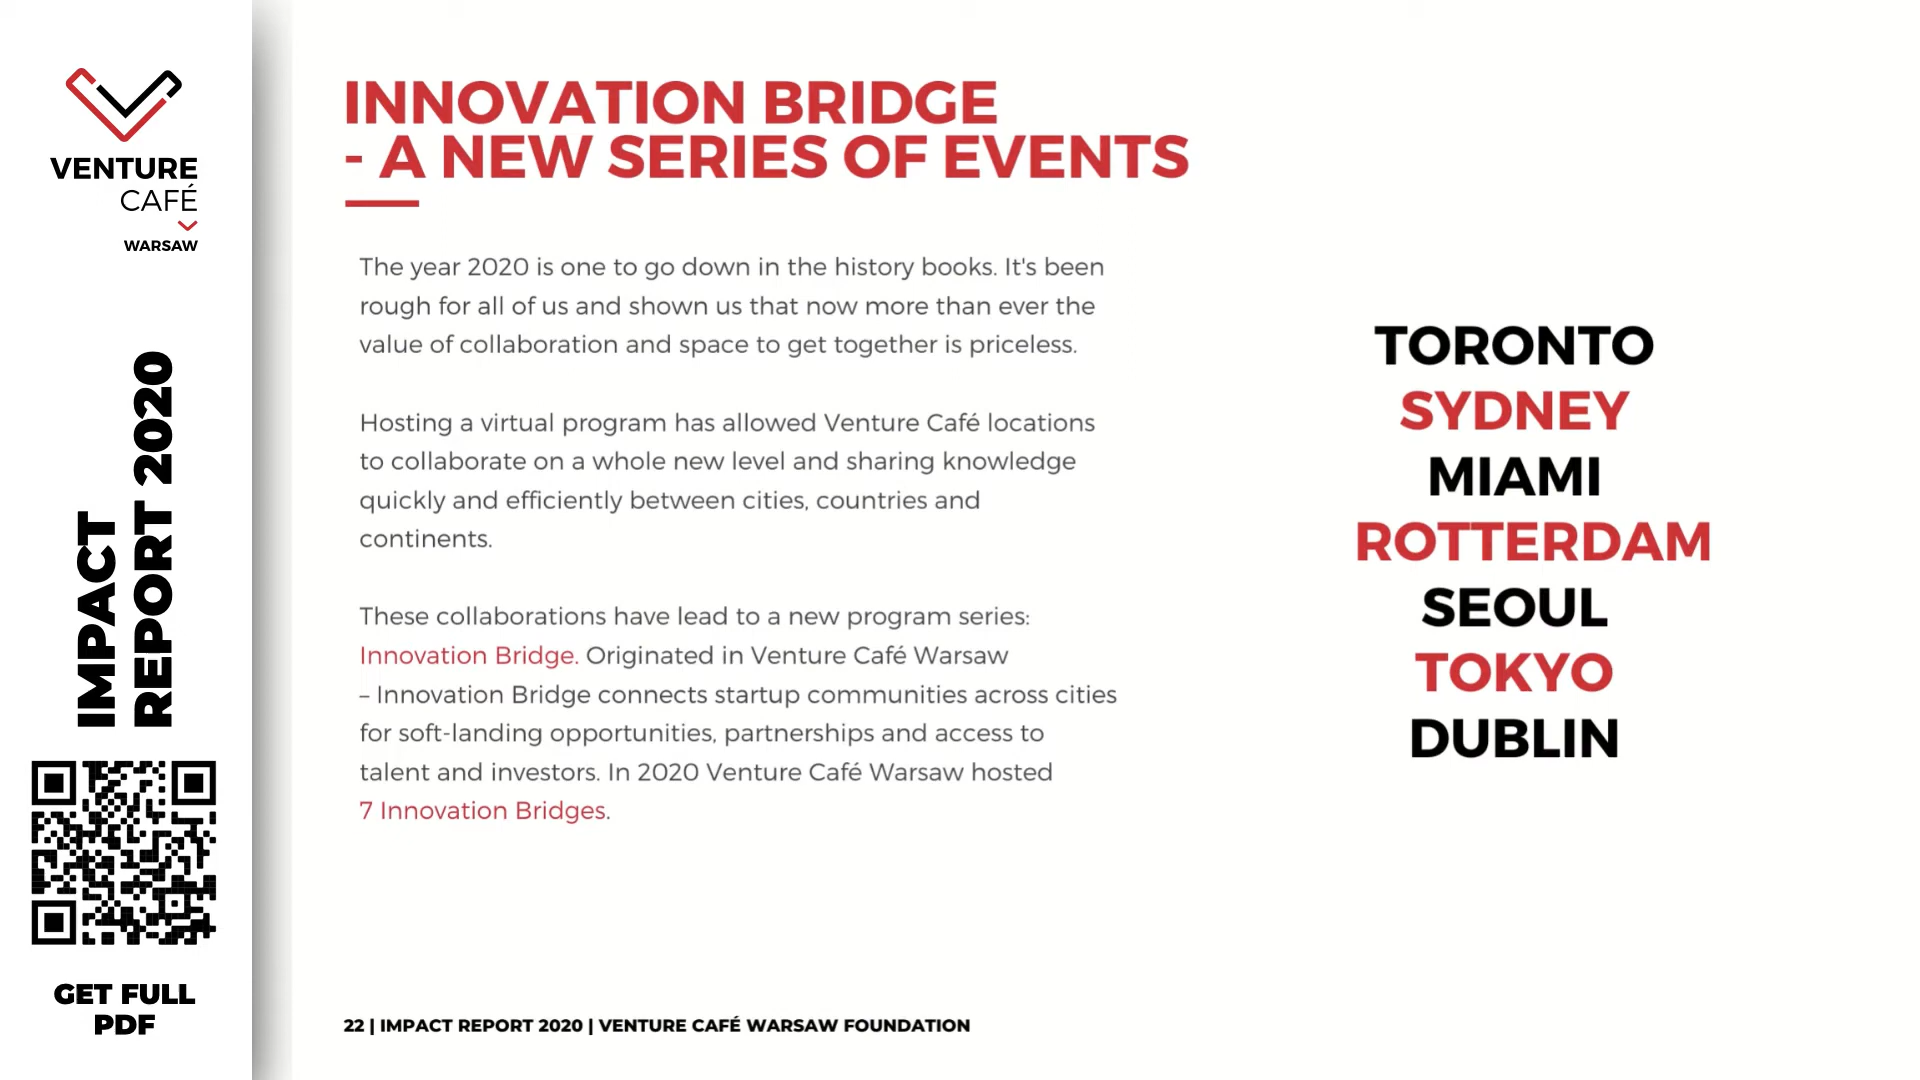 VENTURE
CAFÉ
WARSAW
IMPACT
REPORT 2020
GET FULL
PDF
INNOVATION BRIDGE
- A NEW SERIES OF EVENTS
The year 2020 is one to go down in the history books. It's been
rough for all of us and shown us that now more than ever the
value of collaboration and space to get together is priceless.
Hosting a virtual program has allowed Venture Café locations
to collaborate on a whole new level and sharing knowledge
quickly and efficiently between cities, countries and
continents.
These collaborations have lead to a new program series:
Innovation Bridge. Originated in Venture Café Warsaw
– Innovation Bridge connects startup communities across cities
for soft-landing opportunities, partnerships and access to
talent and investors. In 2020 Venture Café Warsaw hosted
7 Innovation Bridges.
TORONTO
SYDNEY
MIAMI
ROTTERDAM
SEOUL
TOKYO
DUBLIN
22 | IMPACT REPORT 2020 | VENTURE CAFÉ WARSAW FOUNDATION